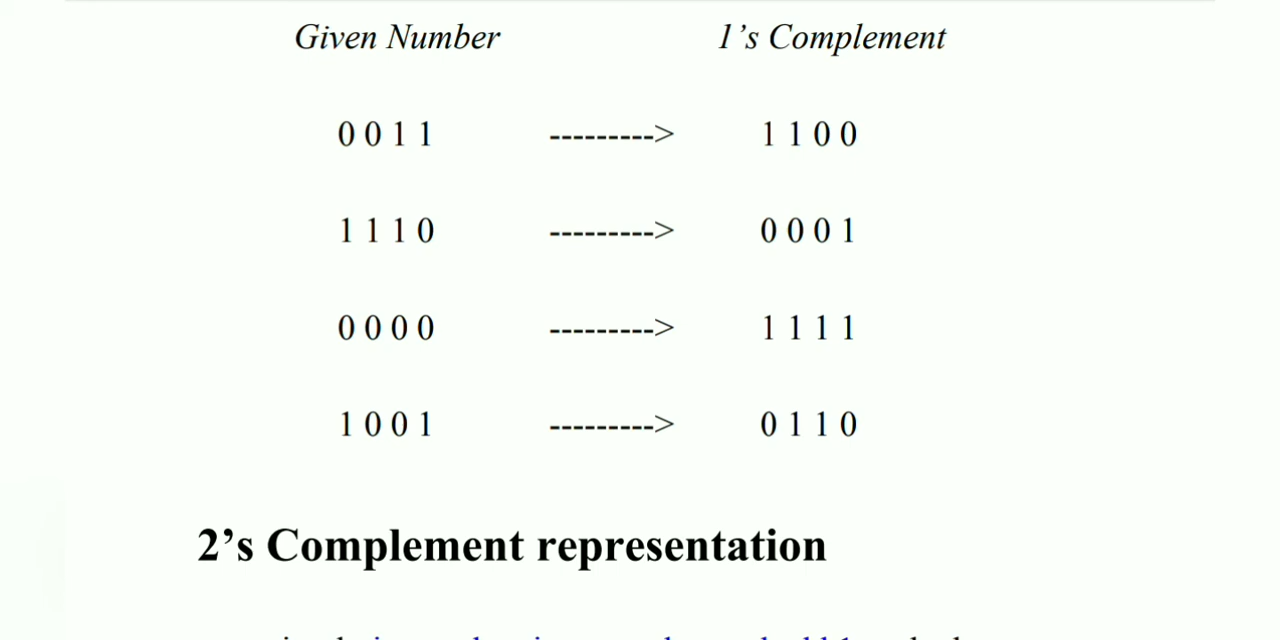 Given Number 1's Complement
0 0 1 1 ---------> 1 1 0 0
1 1 1 0 ---------> 0 0 0 1
0 0 0 0 ---------> 1 1 1 1
1 0 0 1 ---------> 0 1 1 0
2's Complement representation